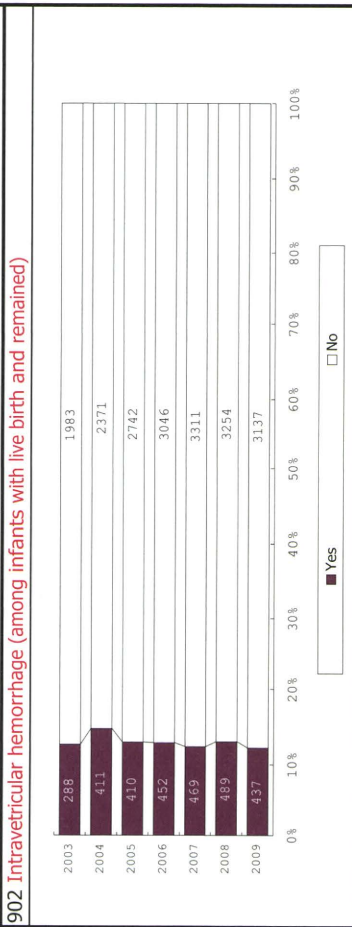 902 Intravetricular hemorrhage (among infants with live birth and remained)
2003 288 1983
2004 411 2371
2005 410 2742
2006 452 3046
2007 469 3311
2008 489 3254
2009 437 3137
0% 10% 20% 30% 40% 50% 60% 70% 80% 90% 100%
Yes No